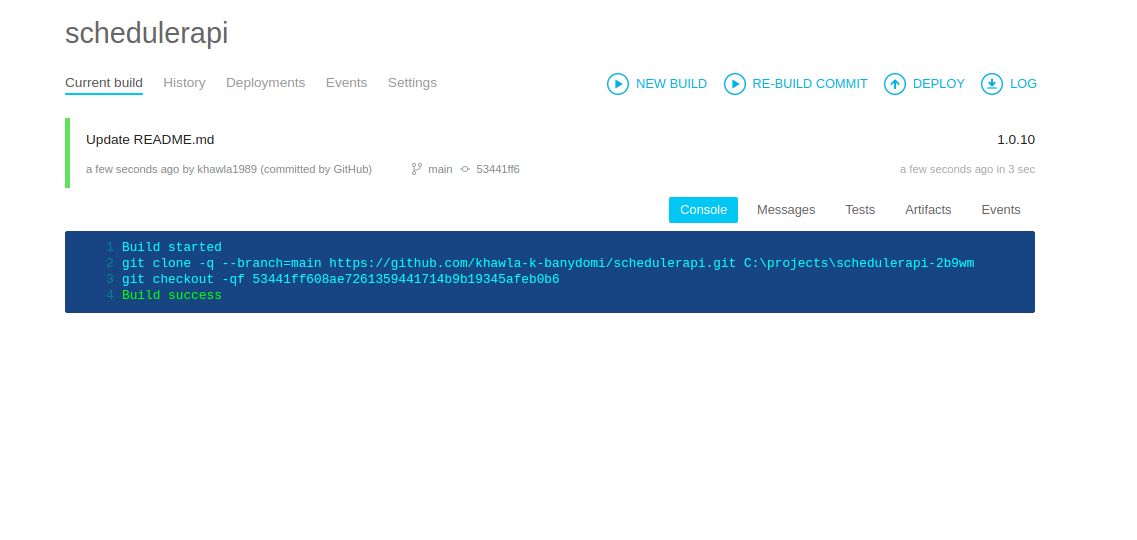 schedulerapi
Current build History Deployments Events Settings NEW BUILD RE-BUILD COMMIT DEPLOY LOG
Update README.md 1.0.10
a few seconds ago by khawla1989 (committed by GitHub) main 53441ff6 a few seconds ago in 3 sec
Console Messages Tests Artifacts Events
1 Build started
2 git clone -q --branch=main https://github.com/khawla-k-banydomi/schedulerapi.git C:\projects\schedulerapi-2b9wm
3 git checkout -qf 53441ff608ae7261359441714b9b19345afeb0b6
4 Build success